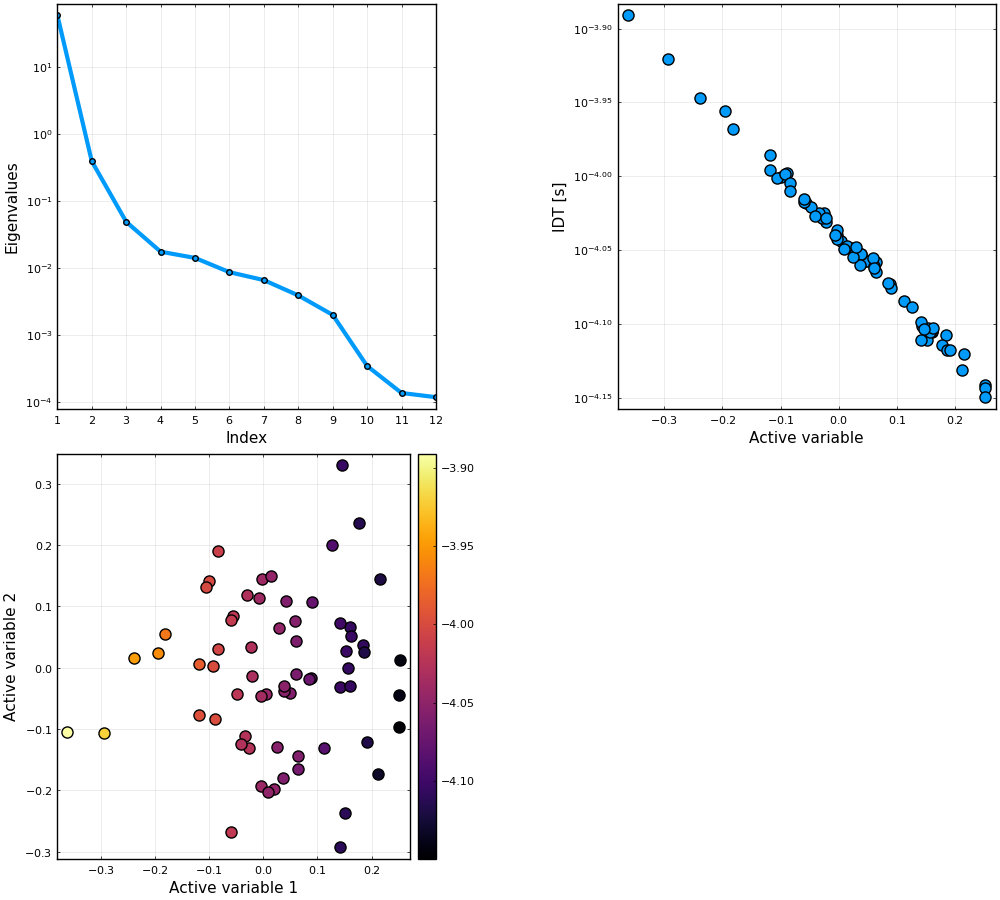 10¹
10⁰
10⁻¹
10⁻²
10⁻³
10⁻⁴
Eigenvalues
1 2 3 4 5 6 7 8 9 10 11 12
Index
10⁻³·⁹⁰
10⁻³·⁹⁵
10⁻⁴·⁰⁰
10⁻⁴·⁰⁵
10⁻⁴·¹⁰
10⁻⁴·¹⁵
IDT [s]
−0.3 −0.2 −0.1 0.0 0.1 0.2
Active variable
0.3
0.2
0.1
0.0
−0.1
−0.2
−0.3
Active variable 2
−0.3 −0.2 −0.1 0.0 0.1 0.2
Active variable 1
−3.90
−3.95
−4.00
−4.05
−4.10